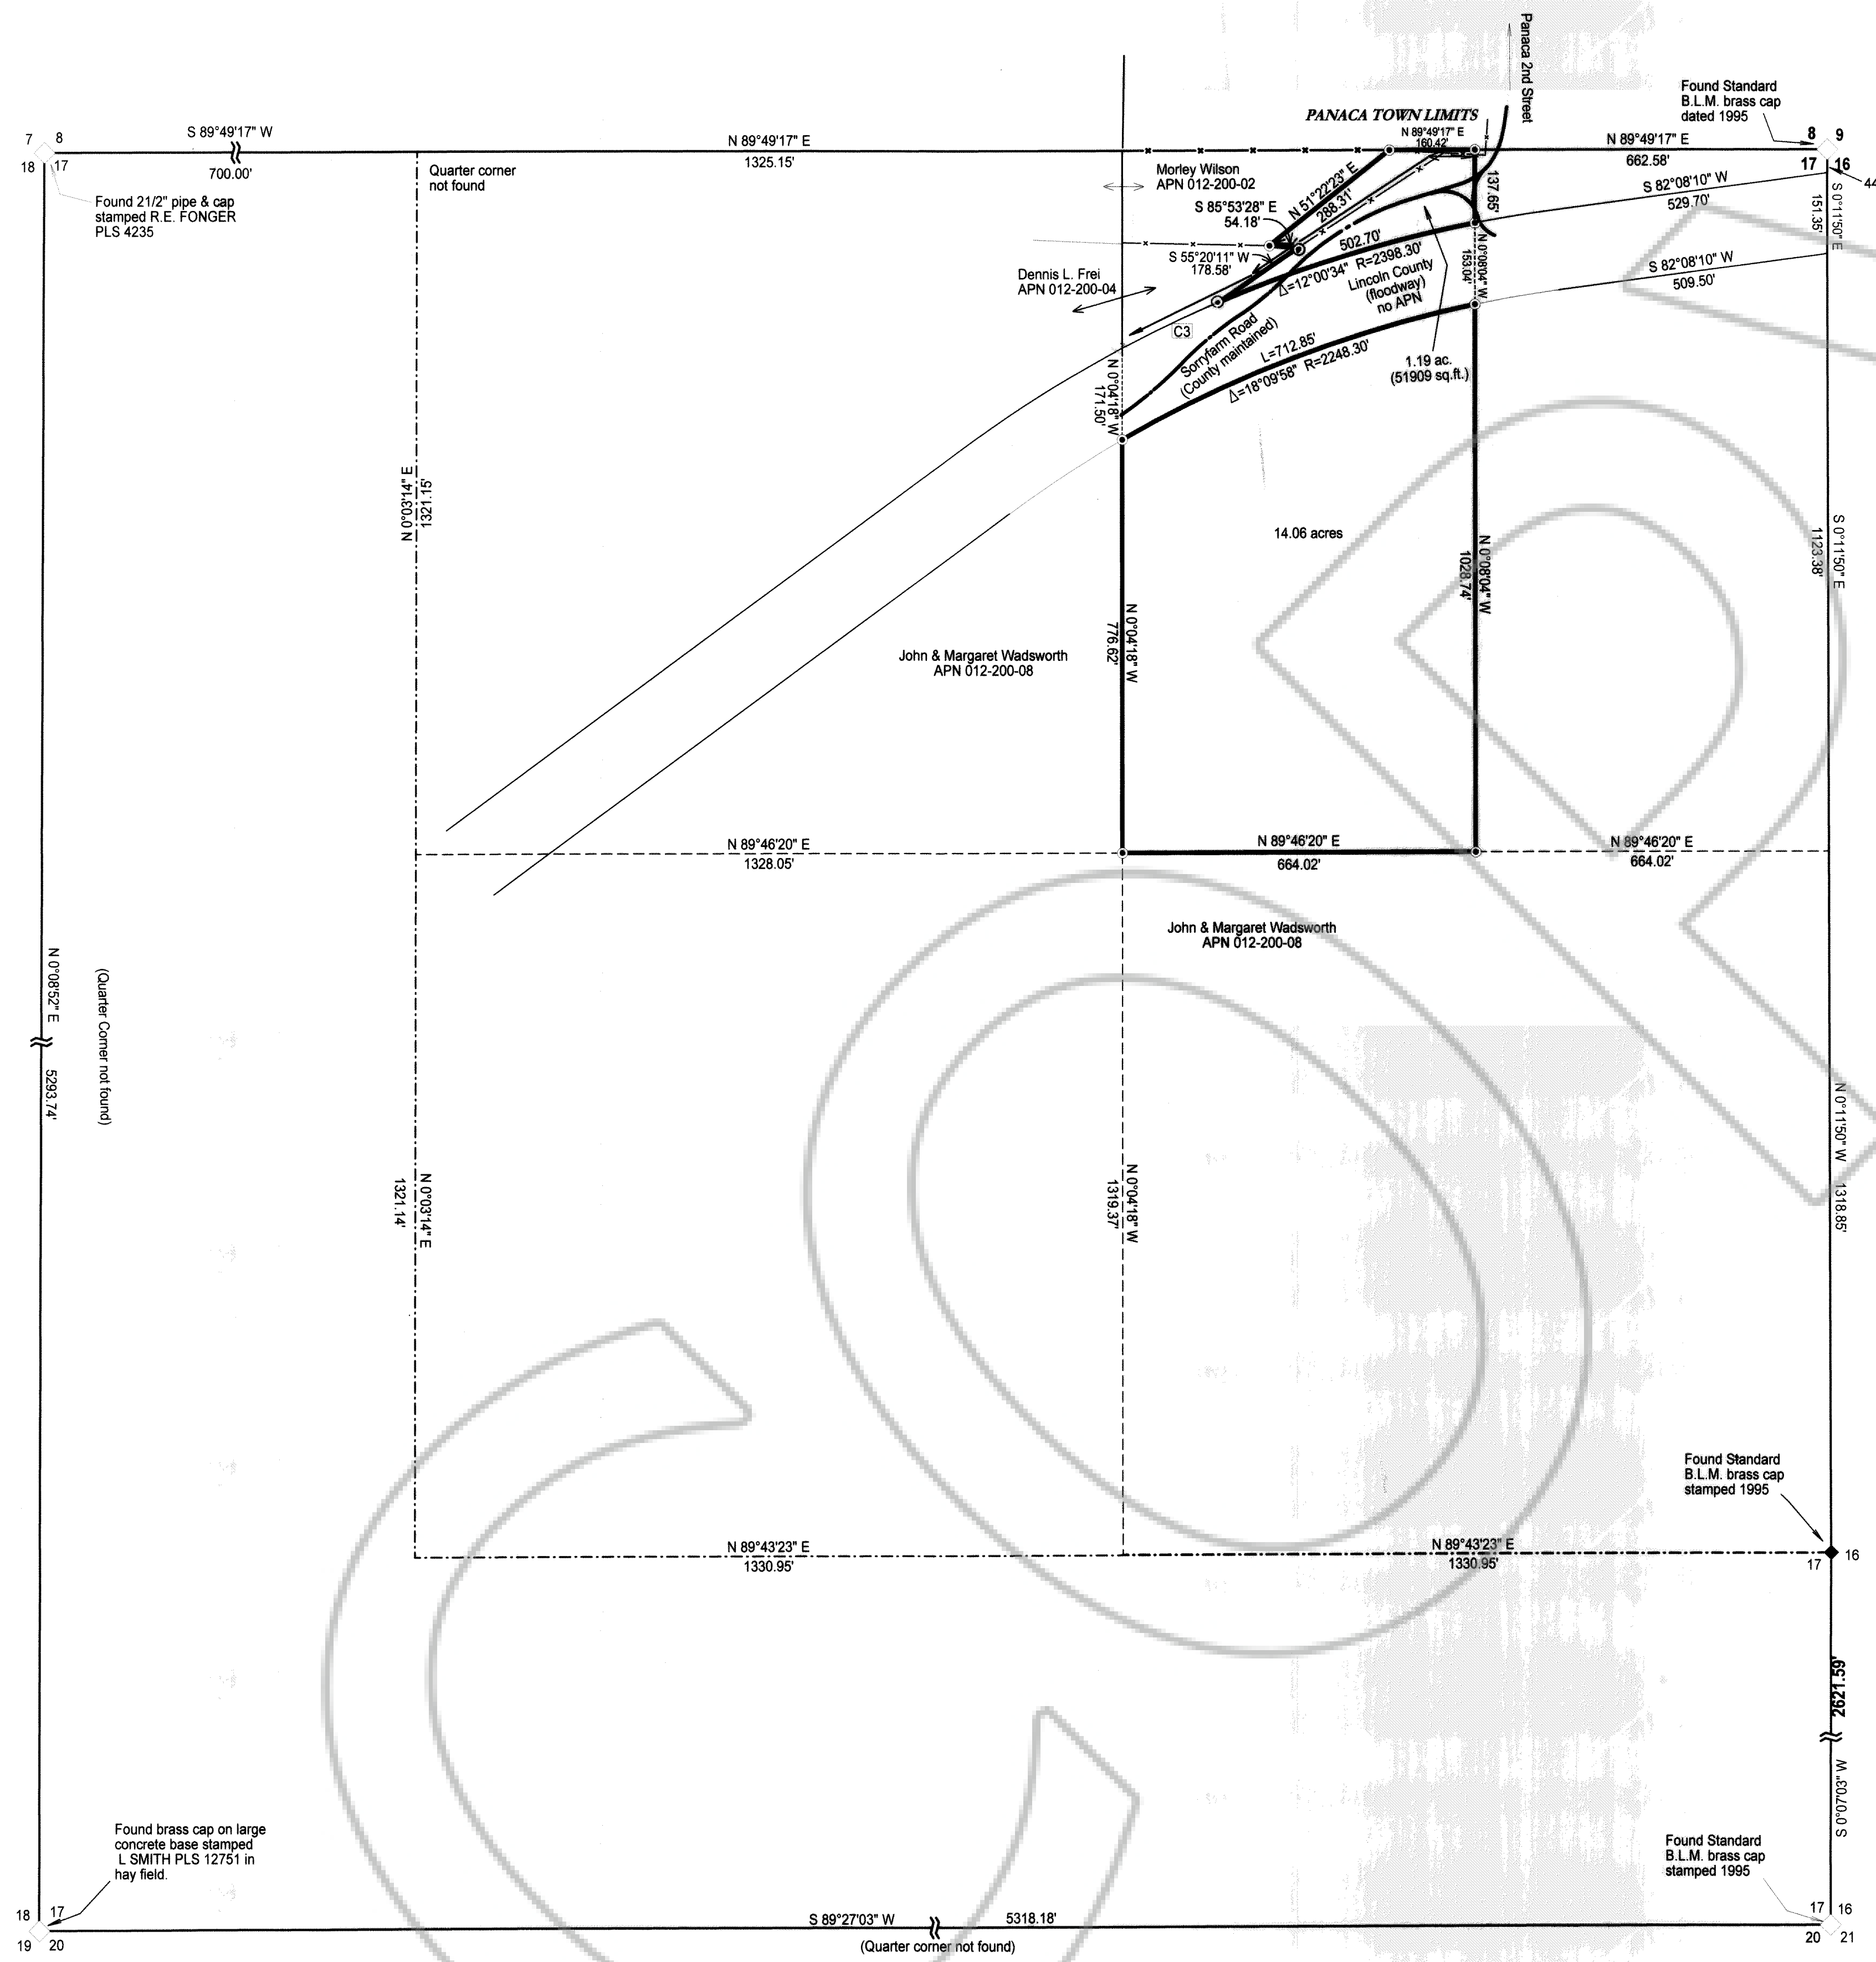 Panaca 2nd Street
PANACA TOWN LIMITS
Found Standard
B.L.M. brass cap
dated 1995
7
8
18
17
S 89°49'17" W
700.00'
N 89°49'17" E
1325.15'
N 89°49'17" E
160.42'
N 89°49'17" E
662.58'
8
9
17
16
Found 21/2" pipe & cap
stamped R.E. FONGER
PLS 4235
Quarter corner
not found
Morley Wilson
APN 012-200-02
S 85°53'28" E
54.18'
N 51°22'23" E
288.31'
137.65'
S 82°08'10" W
529.70'
S 0°11'50" E
151.35'
44
S 55°20'11" W
178.58'
502.70'
Δ=12°00'34" R=2398.30'
N 0°08'04" W
153.04'
S 82°08'10" W
509.50'
Dennis L. Frei
APN 012-200-04
Lincoln County
(floodway)
no APN
C3
Sorryfarm Road
(County maintained)
L=712.85'
Δ=18°09'58" R=2248.30'
1.19 ac.
(51909 sq.ft.)
N 0°04'18" W
171.50'
N 0°03'14" E
1321.15'
14.06 acres
N 0°08'04" W
1028.74'
S 0°11'50" E
1123.38'
John & Margaret Wadsworth
APN 012-200-08
N 0°04'18" W
776.62'
N 89°46'20" E
1328.05'
N 89°46'20" E
664.02'
N 89°46'20" E
664.02'
John & Margaret Wadsworth
APN 012-200-08
N 0°08'52" E
5293.74'
(Quarter Corner not found)
N 0°03'14" E
1321.14'
N 0°04'18" W
1319.37'
N 0°11'50" W
1318.85'
Found Standard
B.L.M. brass cap
stamped 1995
N 89°43'23" E
1330.95'
N 89°43'23" E
1330.95'
17
16
2621.59'
S 0°07'03" W
Found brass cap on large
concrete base stamped
L SMITH PLS 12751 in
hay field.
Found Standard
B.L.M. brass cap
stamped 1995
18
17
19
20
S 89°27'03" W
5318.18'
(Quarter corner not found)
17
16
20
21